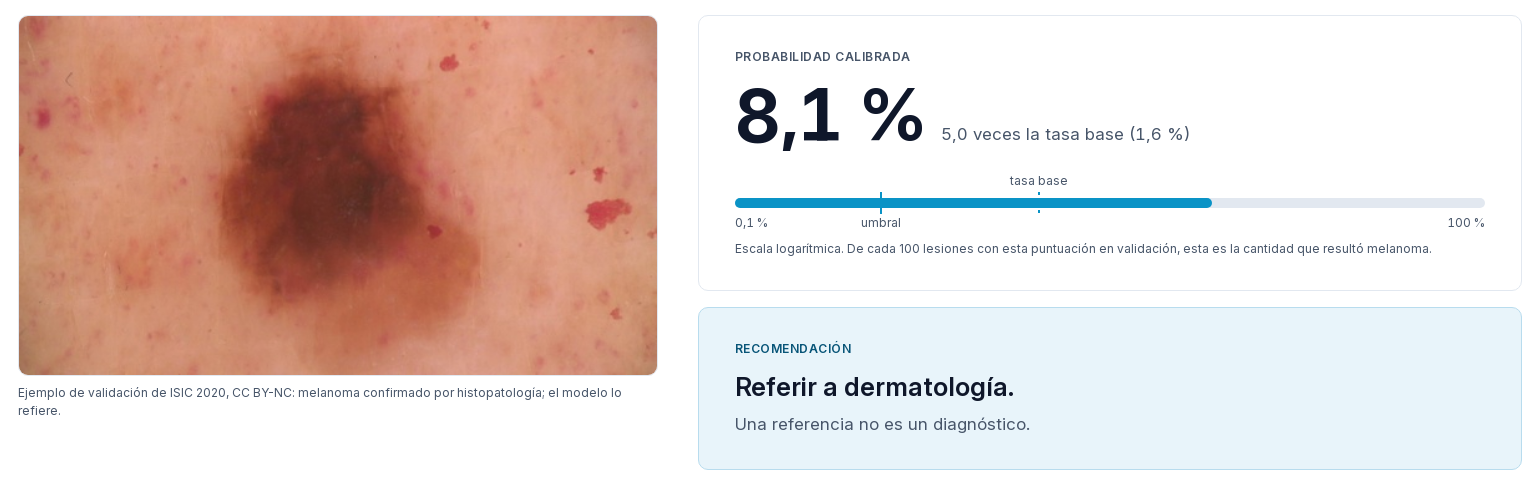 PROBABILIDAD CALIBRADA
8,1 % 5,0 veces la tasa base (1,6 %)
tasa base
0,1 % umbral 100 %
Escala logarítmica. De cada 100 lesiones con esta puntuación en validación, esta es la cantidad que resultó melanoma.
RECOMENDACIÓN
Referir a dermatología.
Una referencia no es un diagnóstico.
Ejemplo de validación de ISIC 2020, CC BY-NC: melanoma confirmado por histopatología; el modelo lo
refiere.